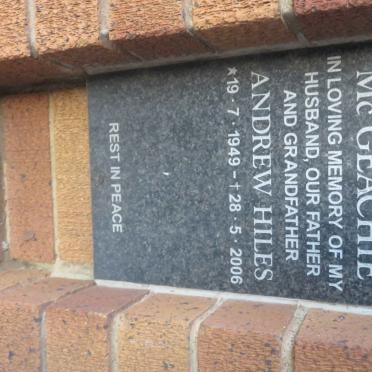 Mc GEACHIE
IN LOVING MEMORY OF MY
HUSBAND, OUR FATHER
AND GRANDFATHER
ANDREW HILES
★19·7·1949–†28·5·2006
REST IN PEACE